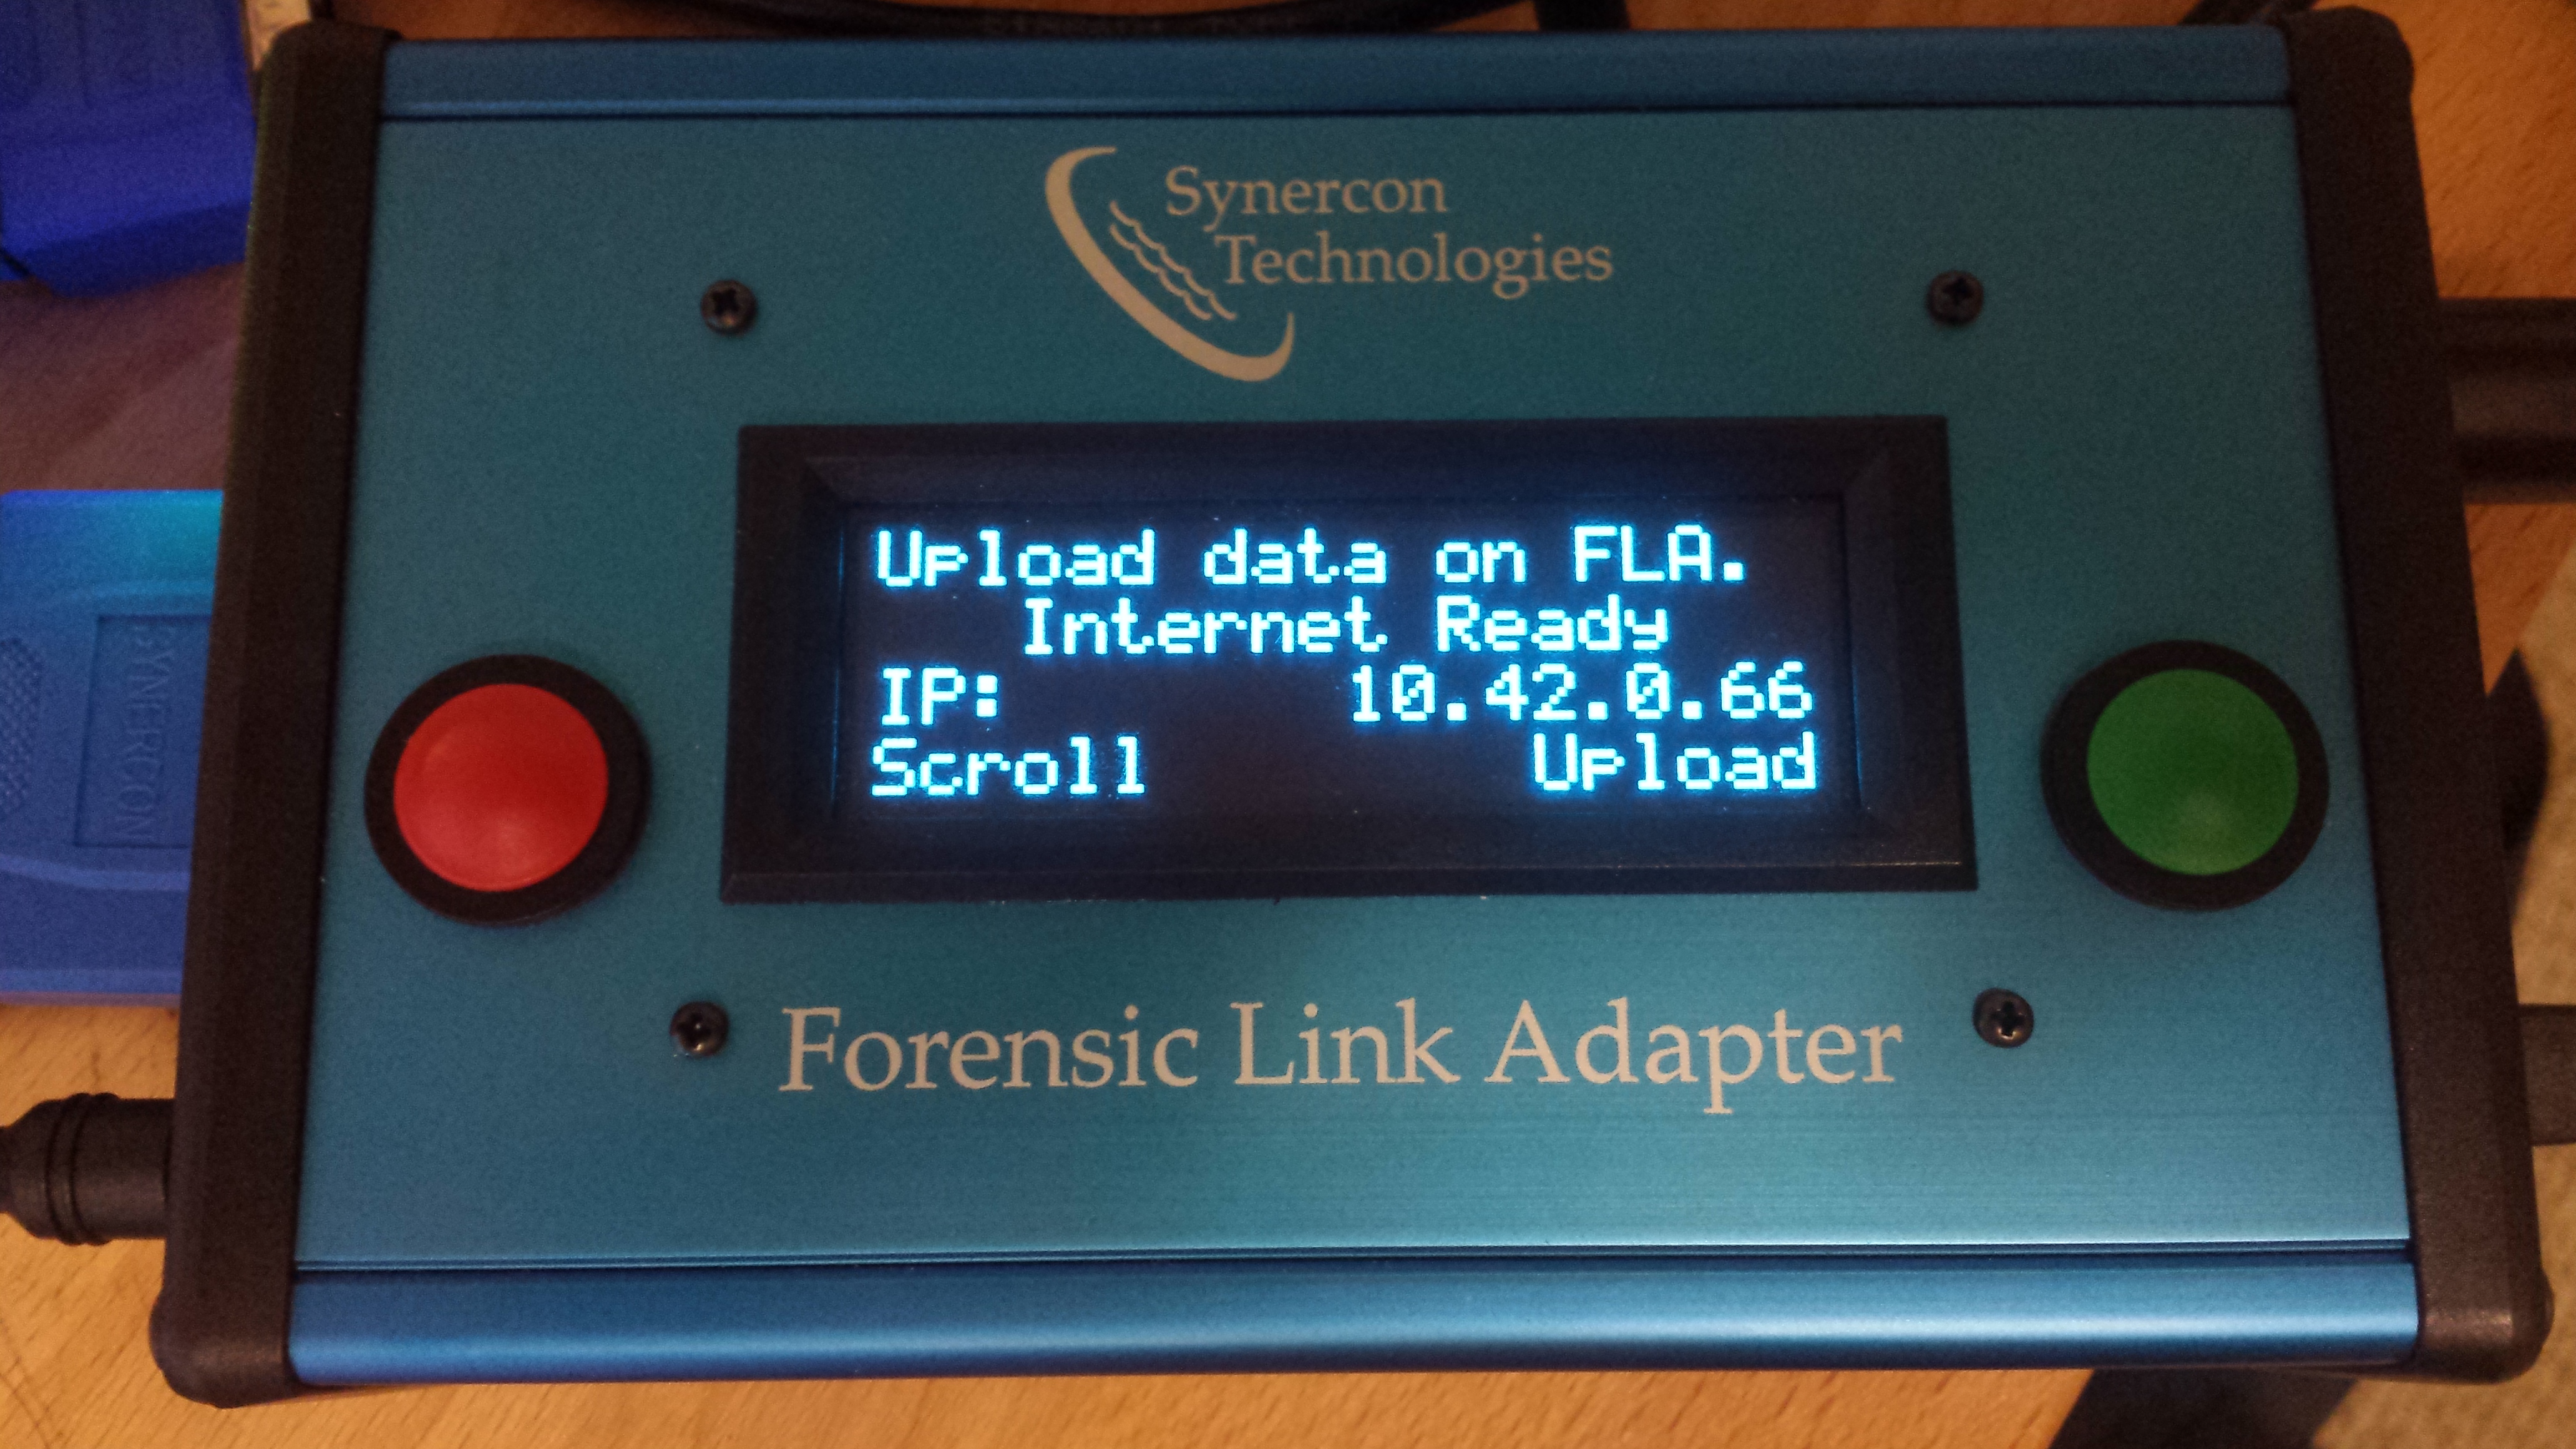 Synercon
Technologies
Upload data on FLA.
Internet Ready
IP: 10.42.0.66
Scroll Upload
SYNERCON
Forensic Link Adapter